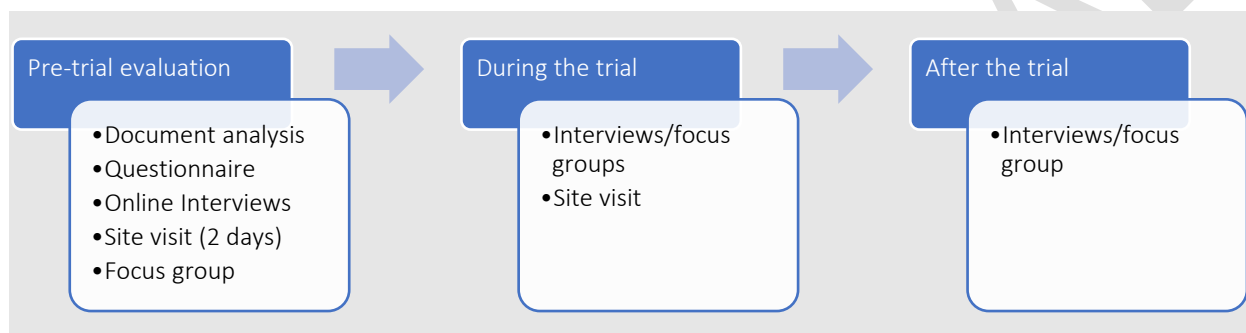 Pre-trial evaluation
•Document analysis
•Questionnaire
•Online Interviews
•Site visit (2 days)
•Focus group
During the trial
•Interviews/focus
groups
•Site visit
After the trial
•Interviews/focus
group